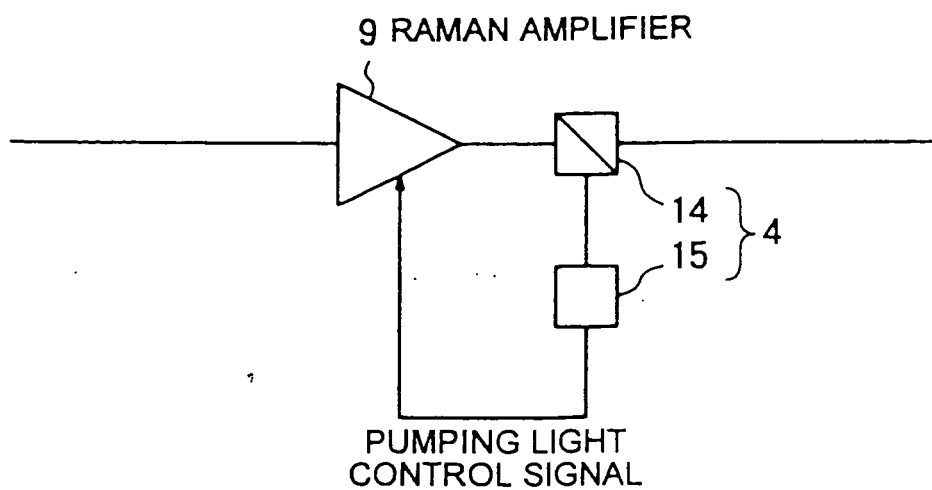 9 RAMAN AMPLIFIER
14
15
4
PUMPING LIGHT
CONTROL SIGNAL